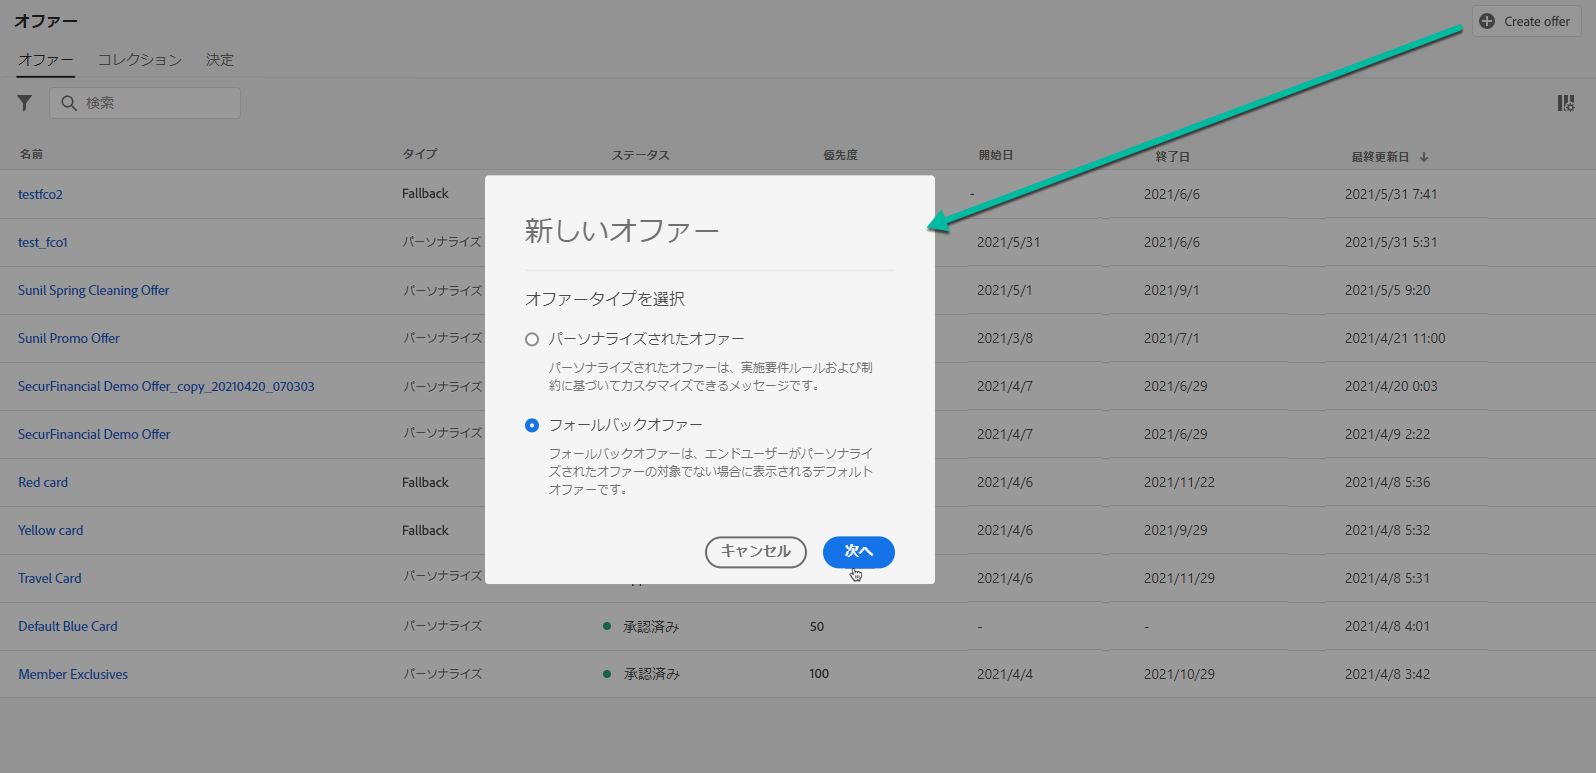 オファー
Create offer
オファー コレクション 決定
検索
名前 タイプ ステータス 優先度 開始日 終了日 最終更新日
testfco2 Fallback - 2021/6/6 2021/5/31 7:41
test_fco1 パーソナライズ 2021/5/31 2021/6/6 2021/5/31 5:31
Sunil Spring Cleaning Offer パーソナライズ 2021/5/1 2021/9/1 2021/5/5 9:20
Sunil Promo Offer パーソナライズ 2021/3/8 2021/7/1 2021/4/21 11:00
SecurFinancial Demo Offer_copy_20210420_070303 パーソナライズ 2021/4/7 2021/6/29 2021/4/20 0:03
SecurFinancial Demo Offer パーソナライズ 2021/4/7 2021/6/29 2021/4/9 2:22
Red card Fallback 2021/4/6 2021/11/22 2021/4/8 5:36
Yellow card Fallback 2021/4/6 2021/9/29 2021/4/8 5:32
Travel Card パーソナライズ 2021/4/6 2021/11/29 2021/4/8 5:31
Default Blue Card パーソナライズ 承認済み 50 - - 2021/4/8 4:01
Member Exclusives パーソナライズ 承認済み 100 2021/4/4 2021/10/29 2021/4/8 3:42
新しいオファー
オファータイプを選択
パーソナライズされたオファー
パーソナライズされたオファーは、実施要件ルールおよび制
約に基づいてカスタマイズできるメッセージです。
フォールバックオファー
フォールバックオファーは、エンドユーザーがパーソナライ
ズされたオファーの対象でない場合に表示されるデフォルト
オファーです。
キャンセル 次へ